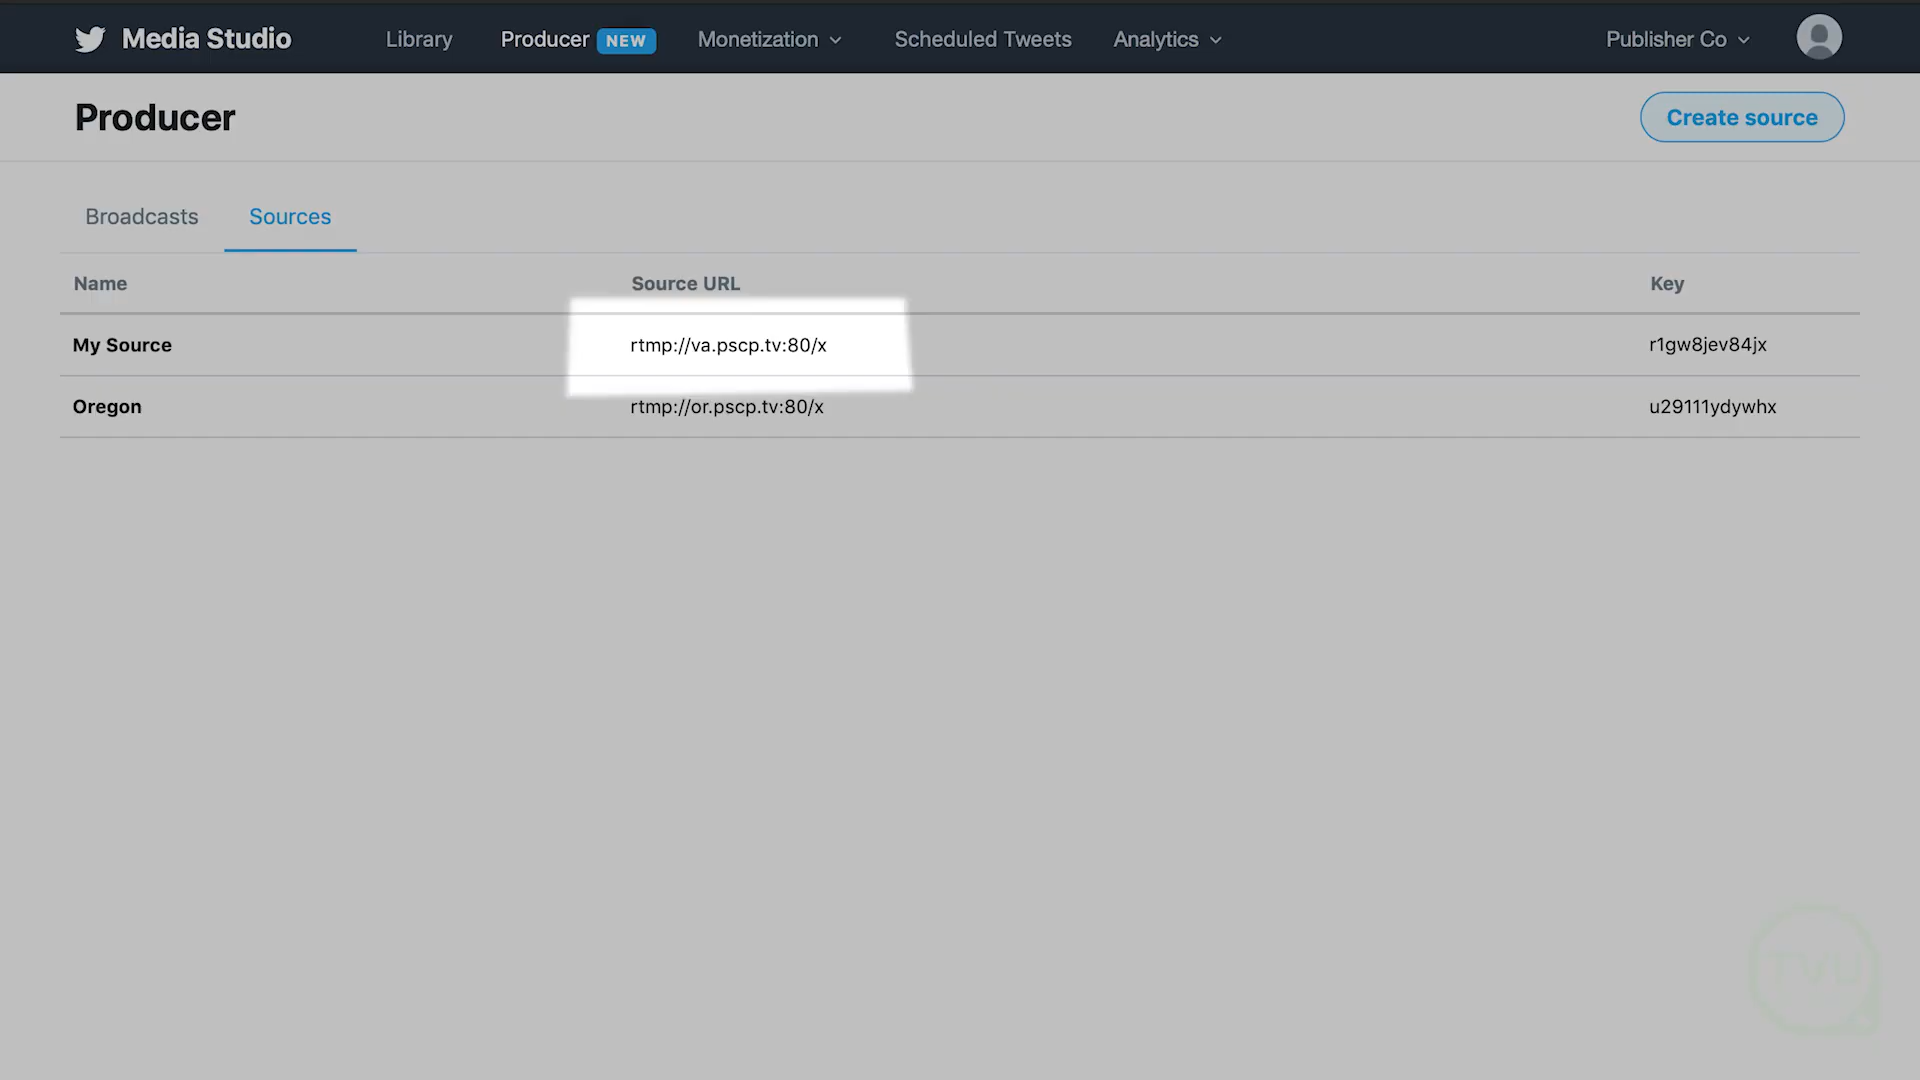 Media Studio Library Producer NEW Monetization Scheduled Tweets Analytics Publisher Co
Producer Create source
Broadcasts Sources
Name Source URL Key
My Source rtmp://va.pscp.tv:80/x r1gw8jev84jx
Oregon rtmp://or.pscp.tv:80/x u29111ydywhx
TVU